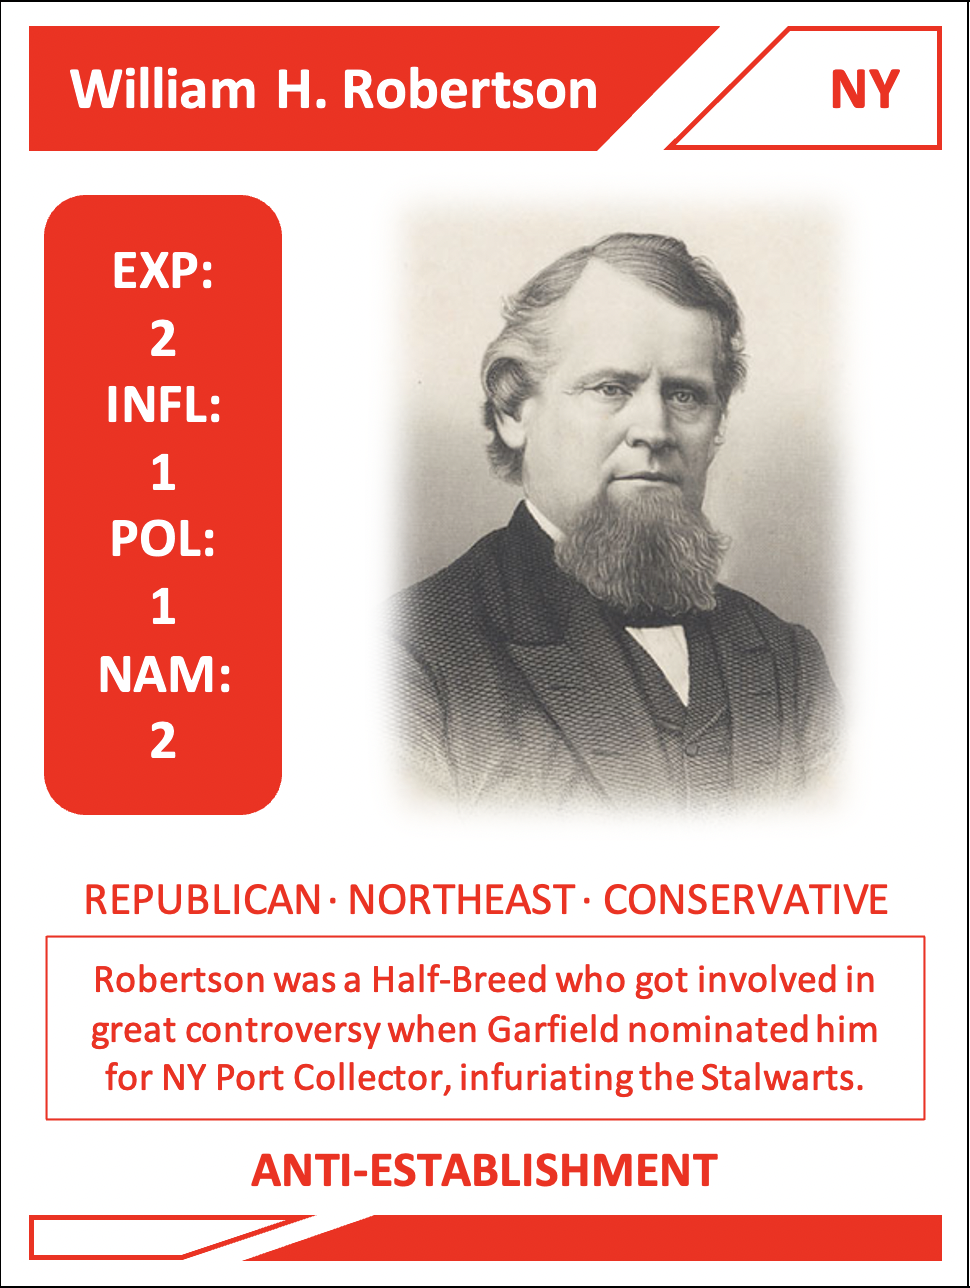 William H. Robertson
NY
EXP:
2
INFL:
1
POL:
1
NAM:
2
REPUBLICAN · NORTHEAST · CONSERVATIVE
Robertson was a Half-Breed who got involved in
great controversy when Garfield nominated him
for NY Port Collector, infuriating the Stalwarts.
ANTI-ESTABLISHMENT